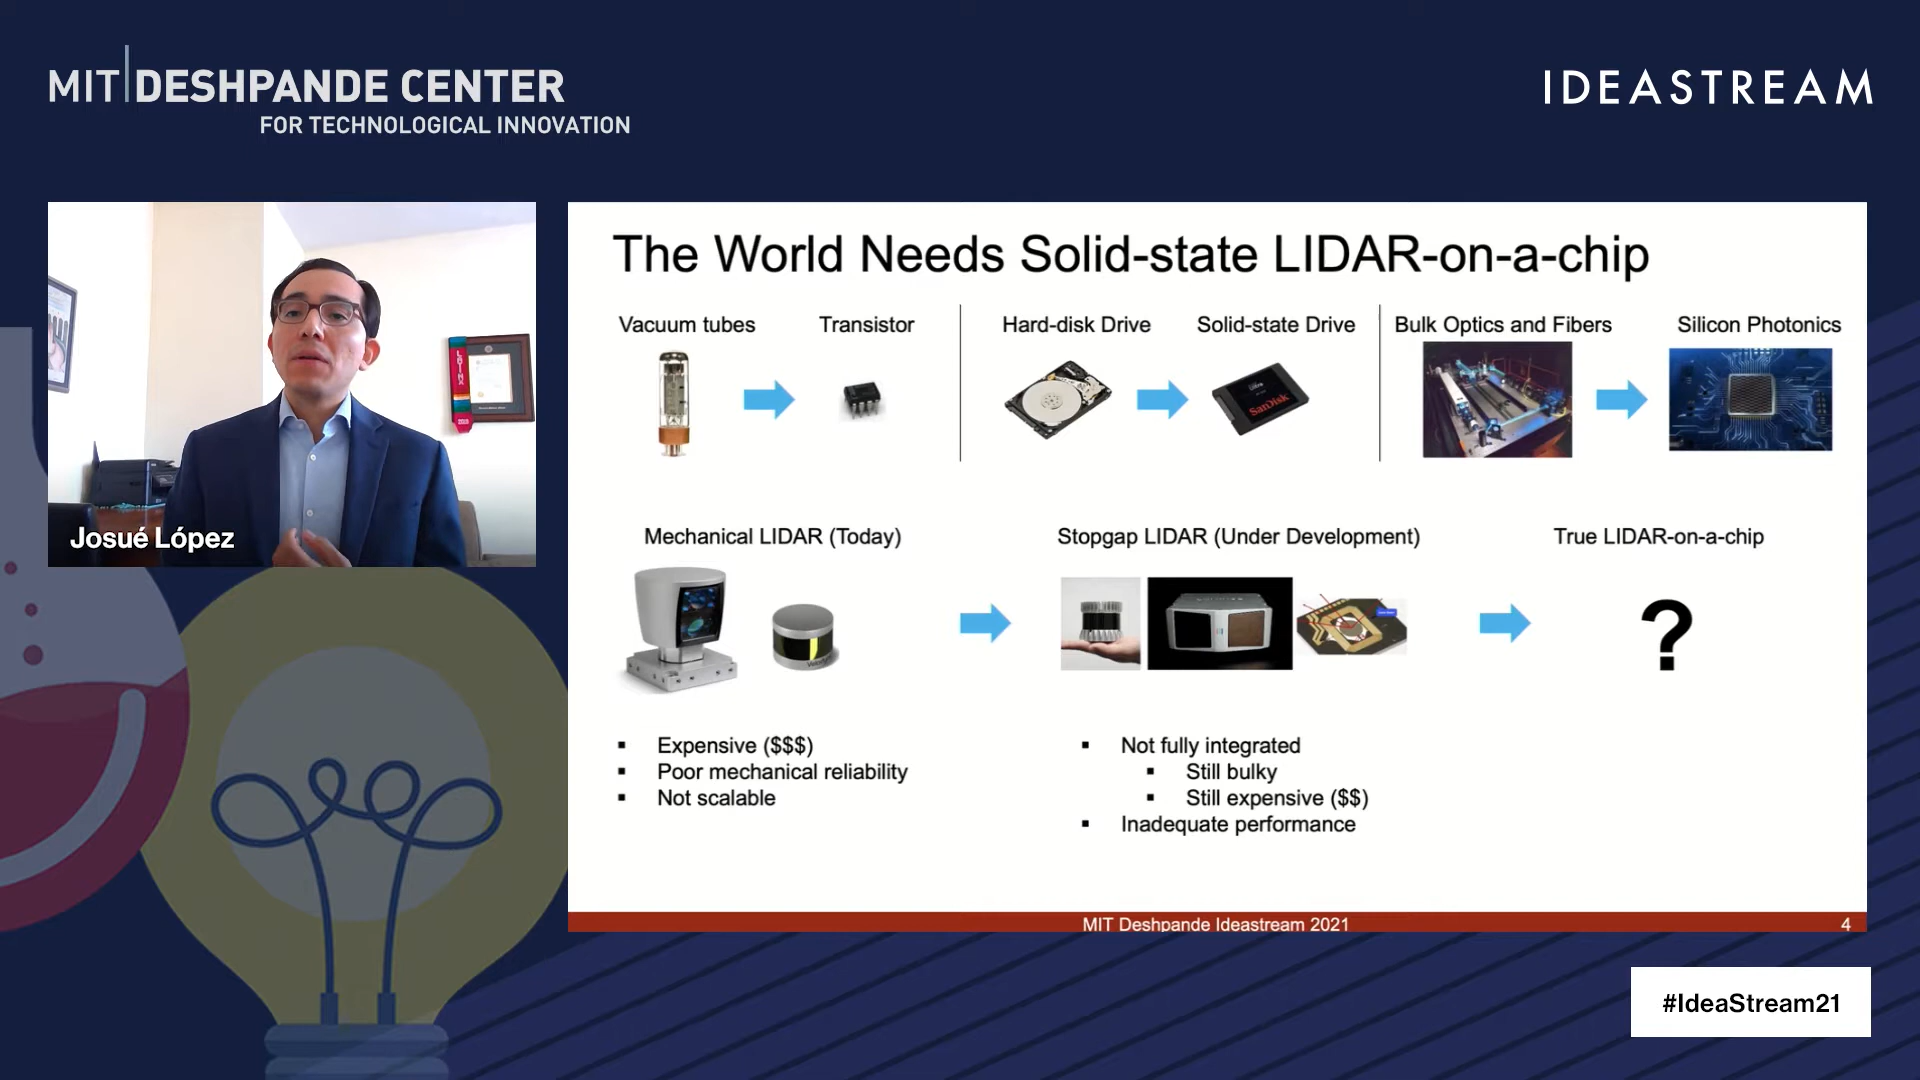 MIT DESHPANDE CENTER
FOR TECHNOLOGICAL INNOVATION
IDEASTREAM
Josué López
The World Needs Solid-state LIDAR-on-a-chip
Vacuum tubes
Transistor
Hard-disk Drive
Solid-state Drive
Bulk Optics and Fibers
Silicon Photonics
SanDisk
Mechanical LIDAR (Today)
Stopgap LIDAR (Under Development)
True LIDAR-on-a-chip
?
▪ Expensive ($$$)
▪ Poor mechanical reliability
▪ Not scalable
▪ Not fully integrated
▪ Still bulky
▪ Still expensive ($$)
▪ Inadequate performance
MIT Deshpande Ideastream 2021
4
#IdeaStream21